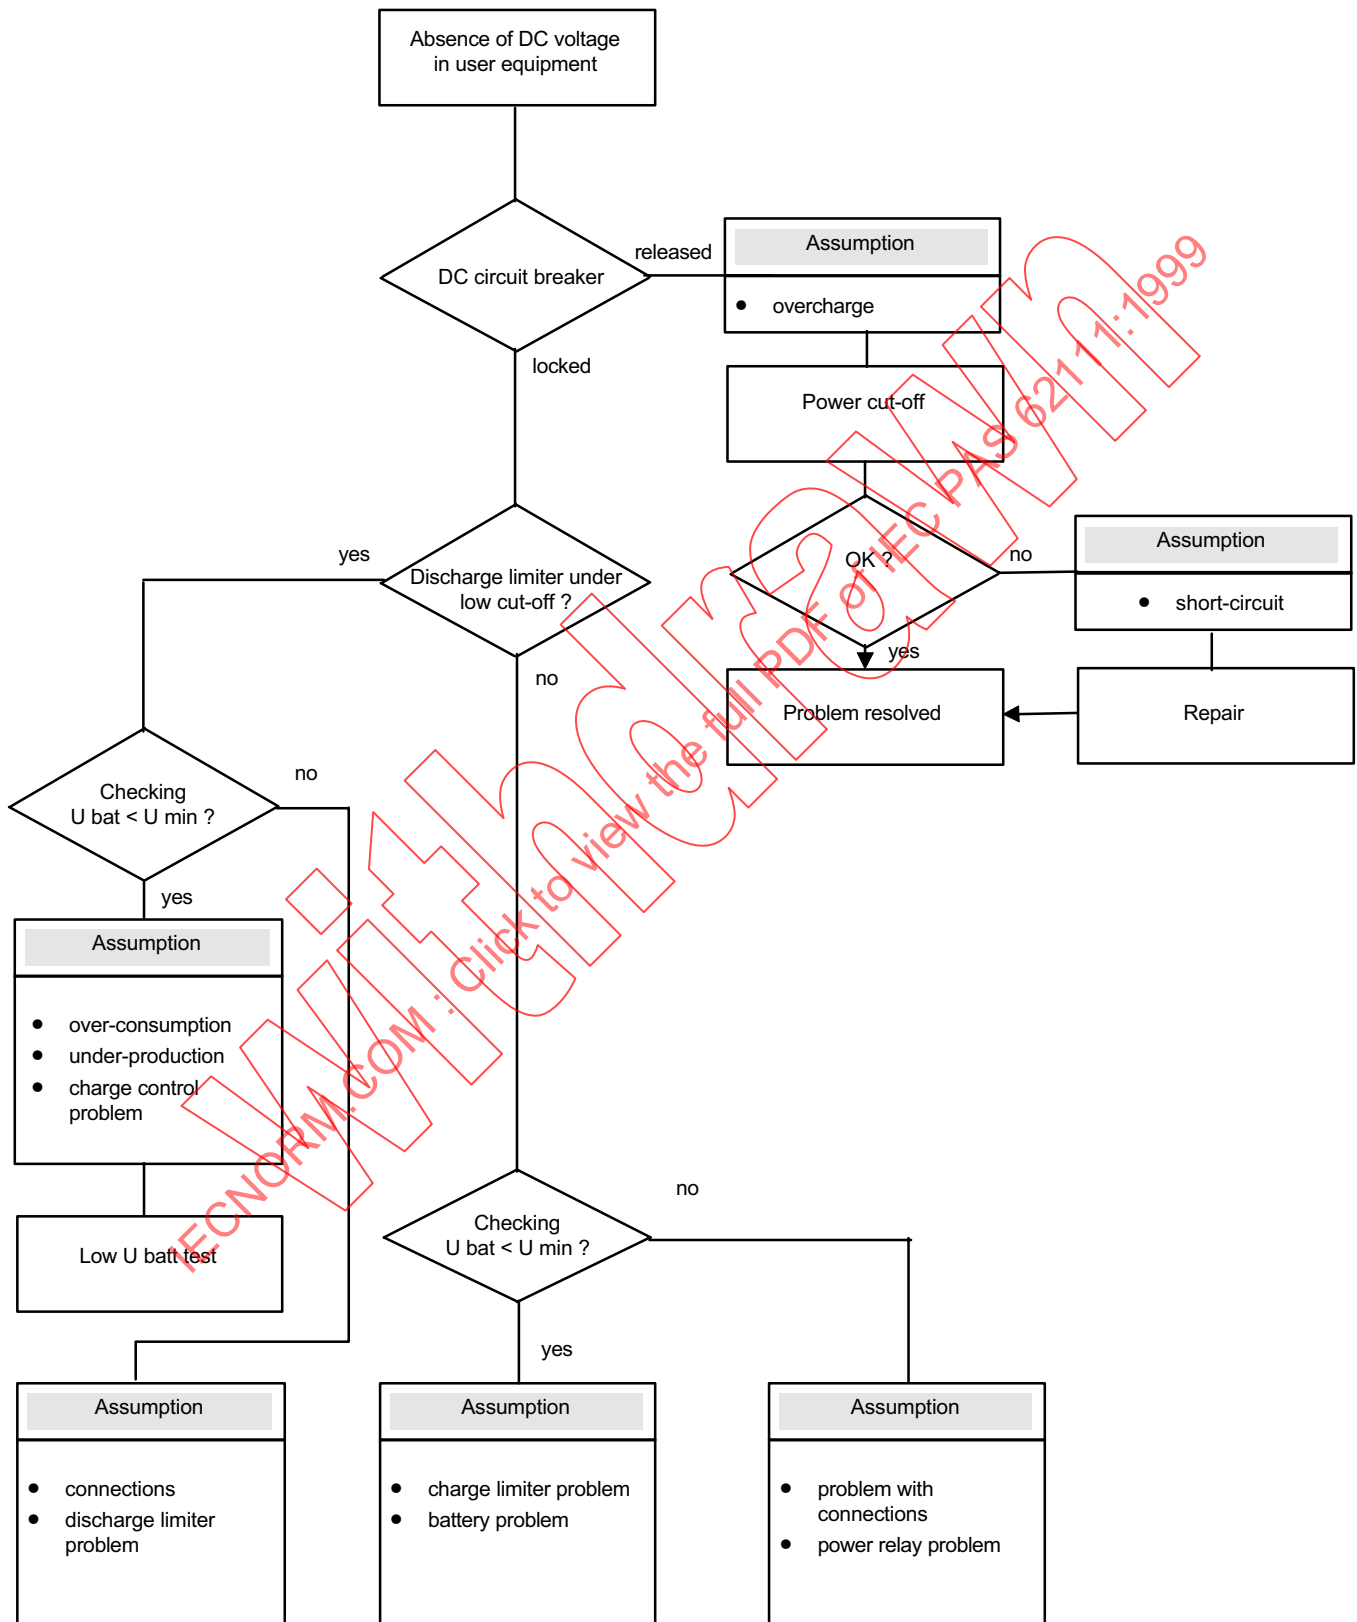 Absence of DC voltage
in user equipment
DC circuit breaker
released
Assumption
• overcharge
locked
Power cut-off
OK ?
no
Assumption
• short-circuit
yes
Problem resolved
Repair
yes
Discharge limiter under
low cut-off ?
no
Checking
U bat < U min ?
no
yes
Assumption
• over-consumption
• under-production
• charge control
problem
Low U batt test
Checking
U bat < U min ?
no
yes
Assumption
• connections
• discharge limiter
problem
Assumption
• charge limiter problem
• battery problem
Assumption
• problem with
connections
• power relay problem
Withdrawn
IECNORM.COM : Click to view the full PDF of IEC PAS 62111:1999